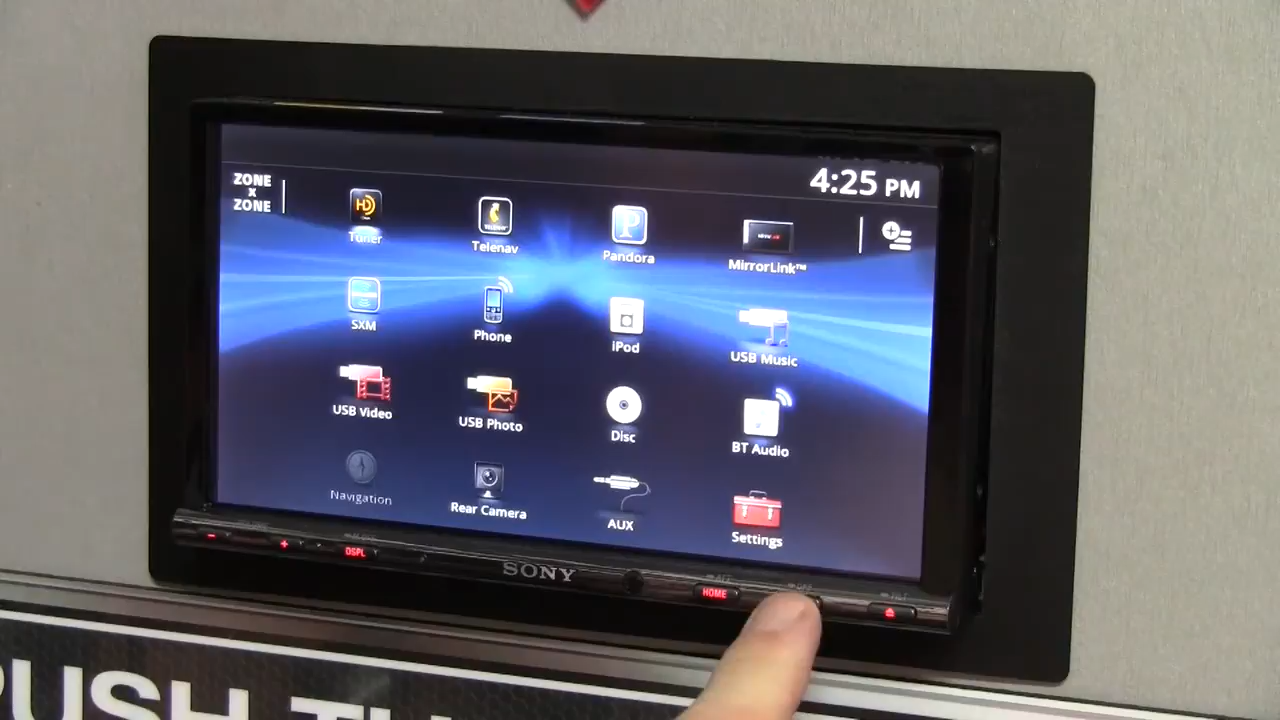 4:25 PM
ZONE
x
ZONE
Tuner
Telenav
Pandora
MirrorLink™
SXM
Phone
iPod
USB Music
USB Video
USB Photo
Disc
BT Audio
Navigation
Rear Camera
AUX
Settings
- + DSPL
SONY
HOME
OFF
PUSH